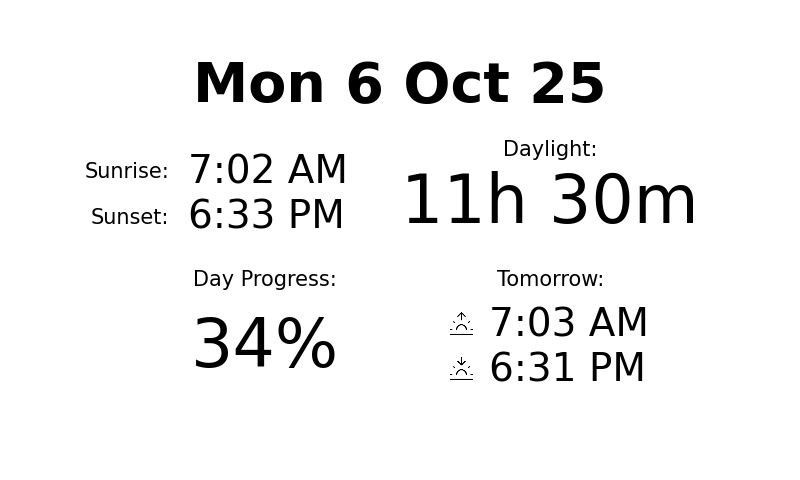 Mon 6 Oct 25
Sunrise: 7:02 AM
Sunset: 6:33 PM
Daylight:
11h 30m
Day Progress:
34%
Tomorrow:
7:03 AM
6:31 PM